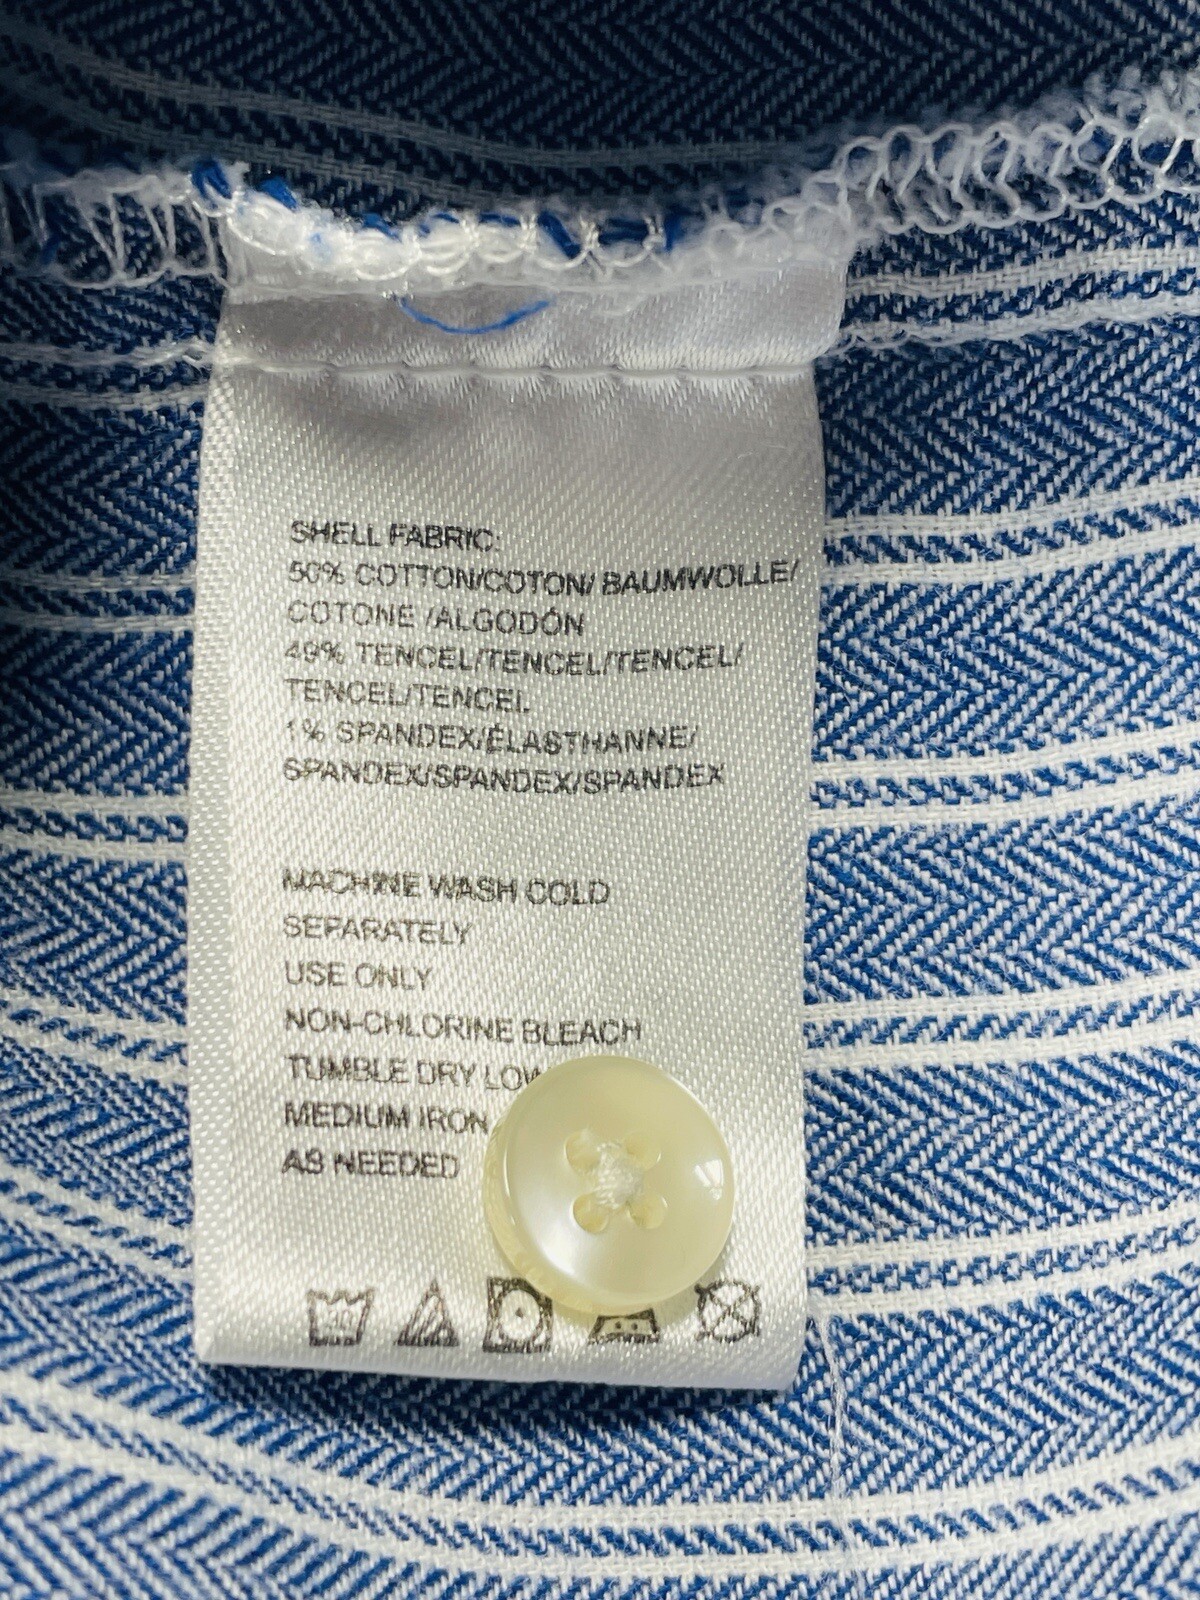 SHELL FABRIC:
50% COTTON/COTON/ BAUMWOLLE/
COTONE /ALGODÓN
49% TENCEL/TENCEL/TENCEL/
TENCEL/TENCEL
1% SPANDEX/ÉLASTHANNE/
SPANDEX/SPANDEX/SPANDEX
MACHINE WASH COLD
SEPARATELY
USE ONLY
NON-CHLORINE BLEACH
TUMBLE DRY LOW
MEDIUM IRON
AS NEEDED